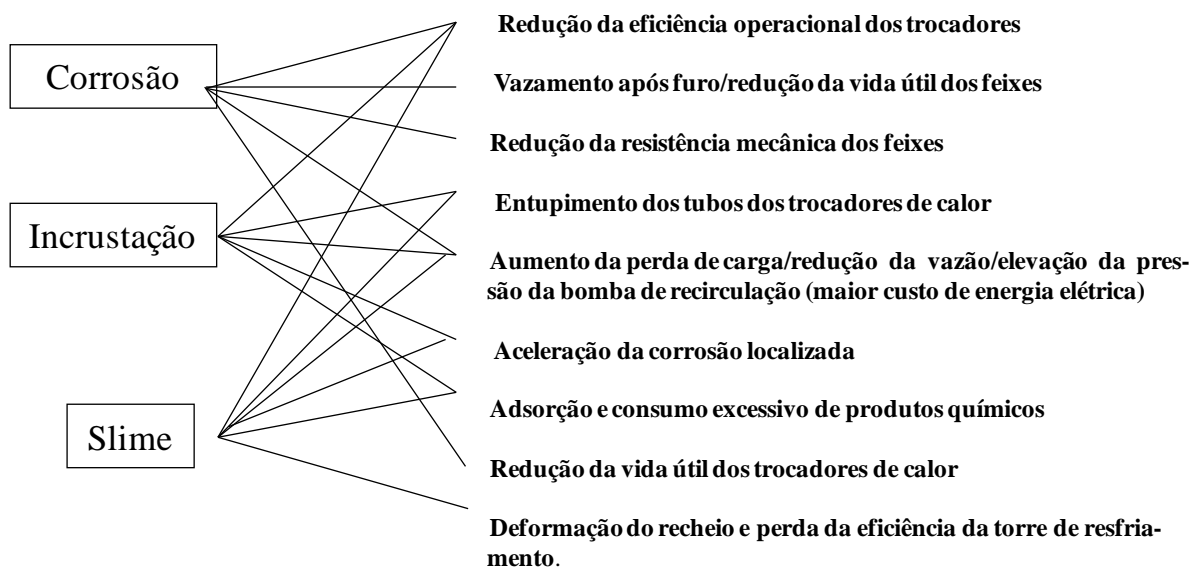 Redução da eficiência operacional dos trocadores
Corrosão
Vazamento após furo/redução da vida útil dos feixes
Redução da resistência mecânica dos feixes
Entupimento dos tubos dos trocadores de calor
Incrustação
Aumento da perda de carga/redução da vazão/elevação da pres-
são da bomba de recirculação (maior custo de energia elétrica)
Aceleração da corrosão localizada
Adsorção e consumo excessivo de produtos químicos
Slime
Redução da vida útil dos trocadores de calor
Deformação do recheio e perda da eficiência da torre de resfria-
mento.